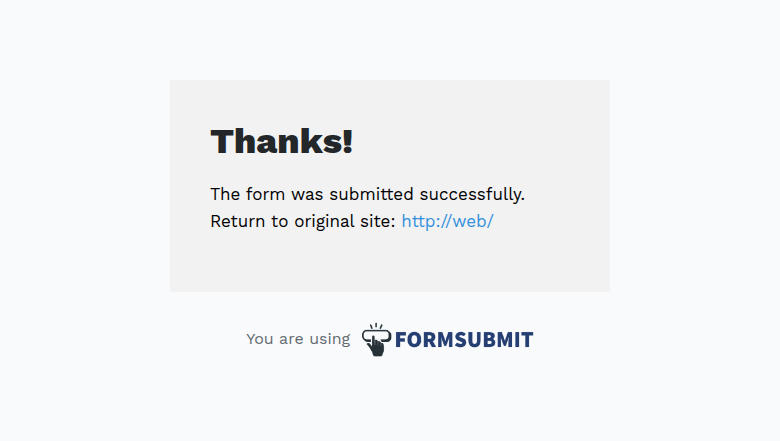 Thanks!
The form was submitted successfully.
Return to original site: http://web/
You are using FORMSUBMIT